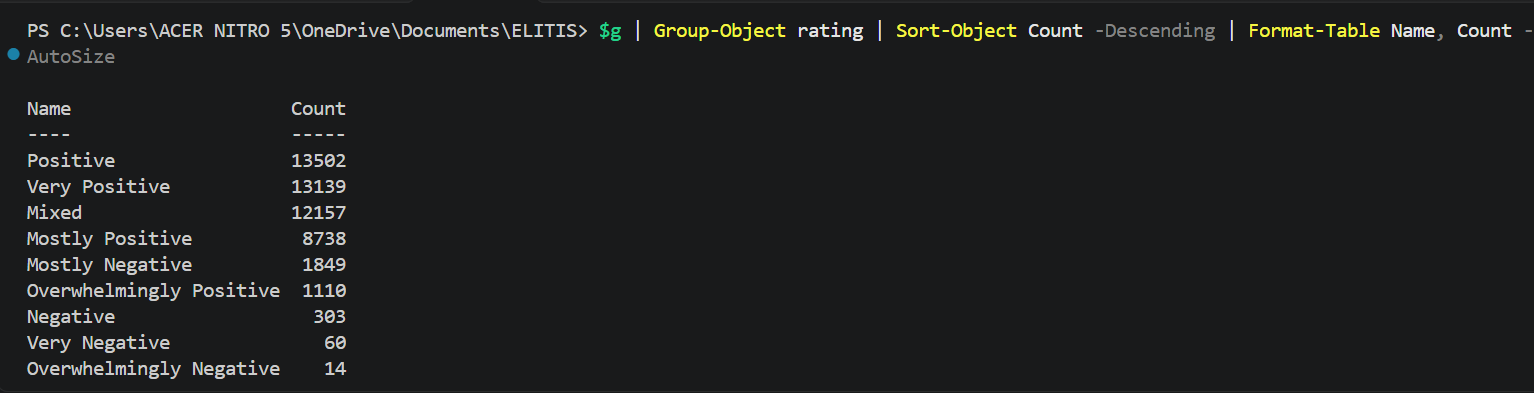 PS C:\Users\ACER NITRO 5\OneDrive\Documents\ELITIS> $g | Group-Object rating | Sort-Object Count -Descending | Format-Table Name, Count -
AutoSize
Name Count
---- -----
Positive 13502
Very Positive 13139
Mixed 12157
Mostly Positive 8738
Mostly Negative 1849
Overwhelmingly Positive 1110
Negative 303
Very Negative 60
Overwhelmingly Negative 14